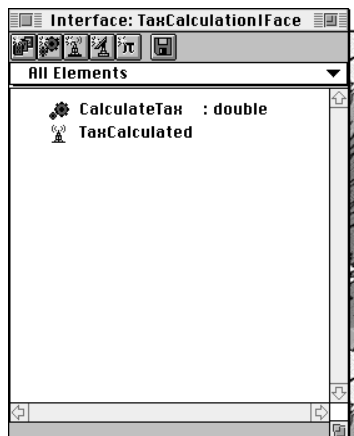 Interface: TaxCalculationIFace
π
All Elements
CalculateTax : double
TaxCalculated